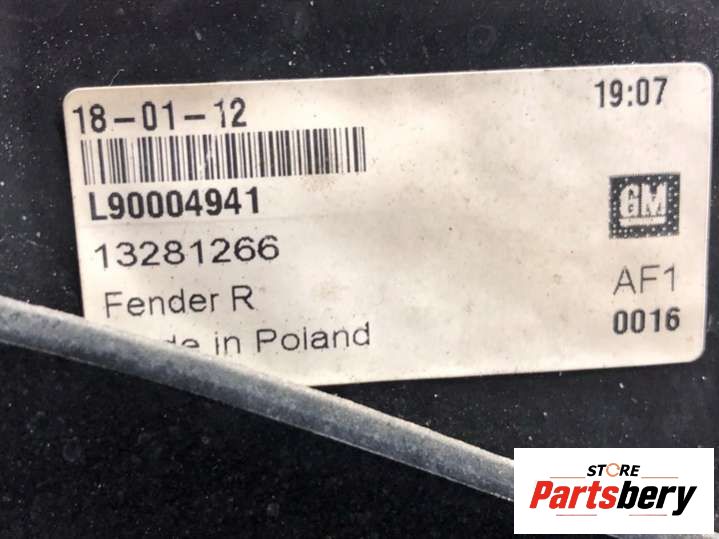 18-01-12 19:07
L90004941
GM
13281266
AF1
Fender R
0016
in Poland
STORE
Partsbery